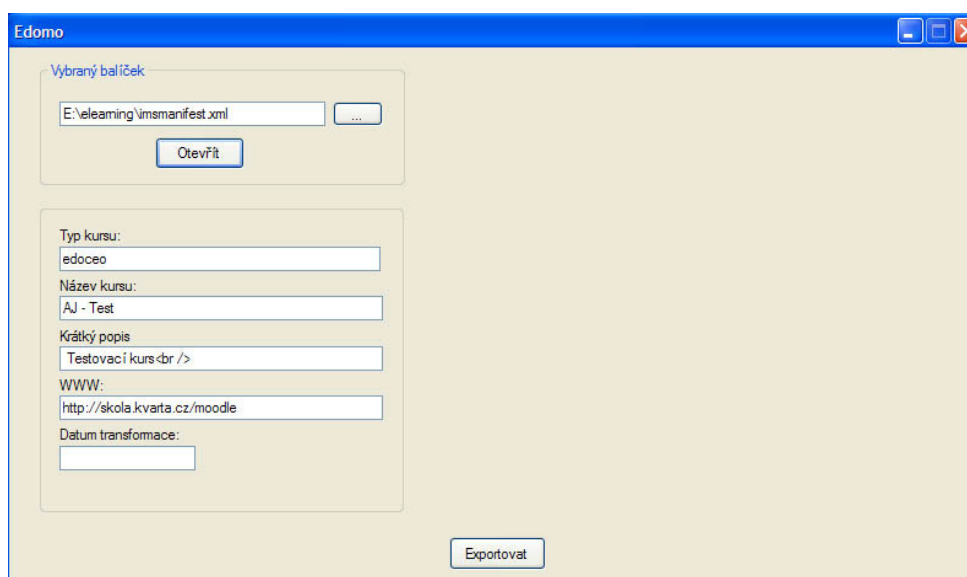 Edomo
Vybraný balíček
E:\elearning\imsmanifest.xml
...
Otevřít
Typ kursu:
edoceo
Název kursu:
AJ - Test
Krátký popis
Testovací kurs<br />
WWW:
http://skola.kvarta.cz/moodle
Datum transformace:
Exportovat